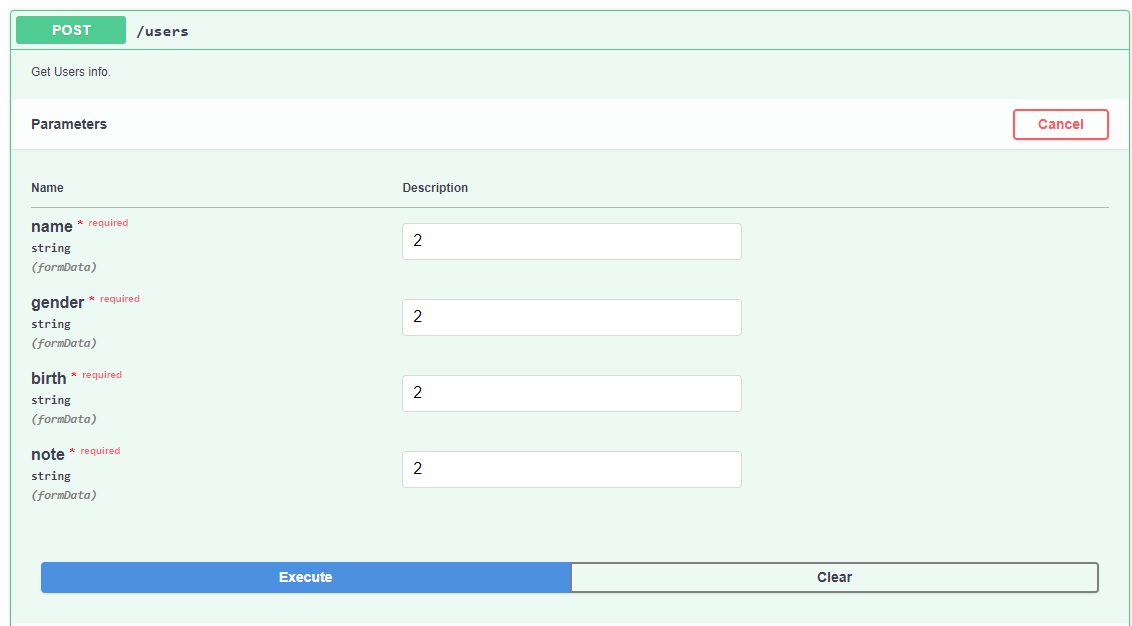 POST /users
Get Users info.
Parameters Cancel
Name Description
name * required
string
(formData)
2
gender * required
string
(formData)
2
birth * required
string
(formData)
2
note * required
string
(formData)
2
Execute Clear